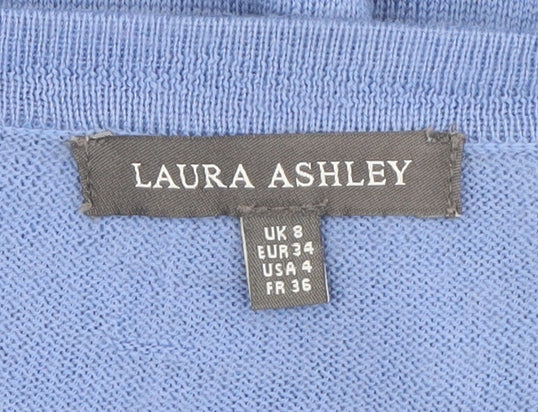 LAURA ASHLEY
UK 8
EUR 34
USA 4
FR 36